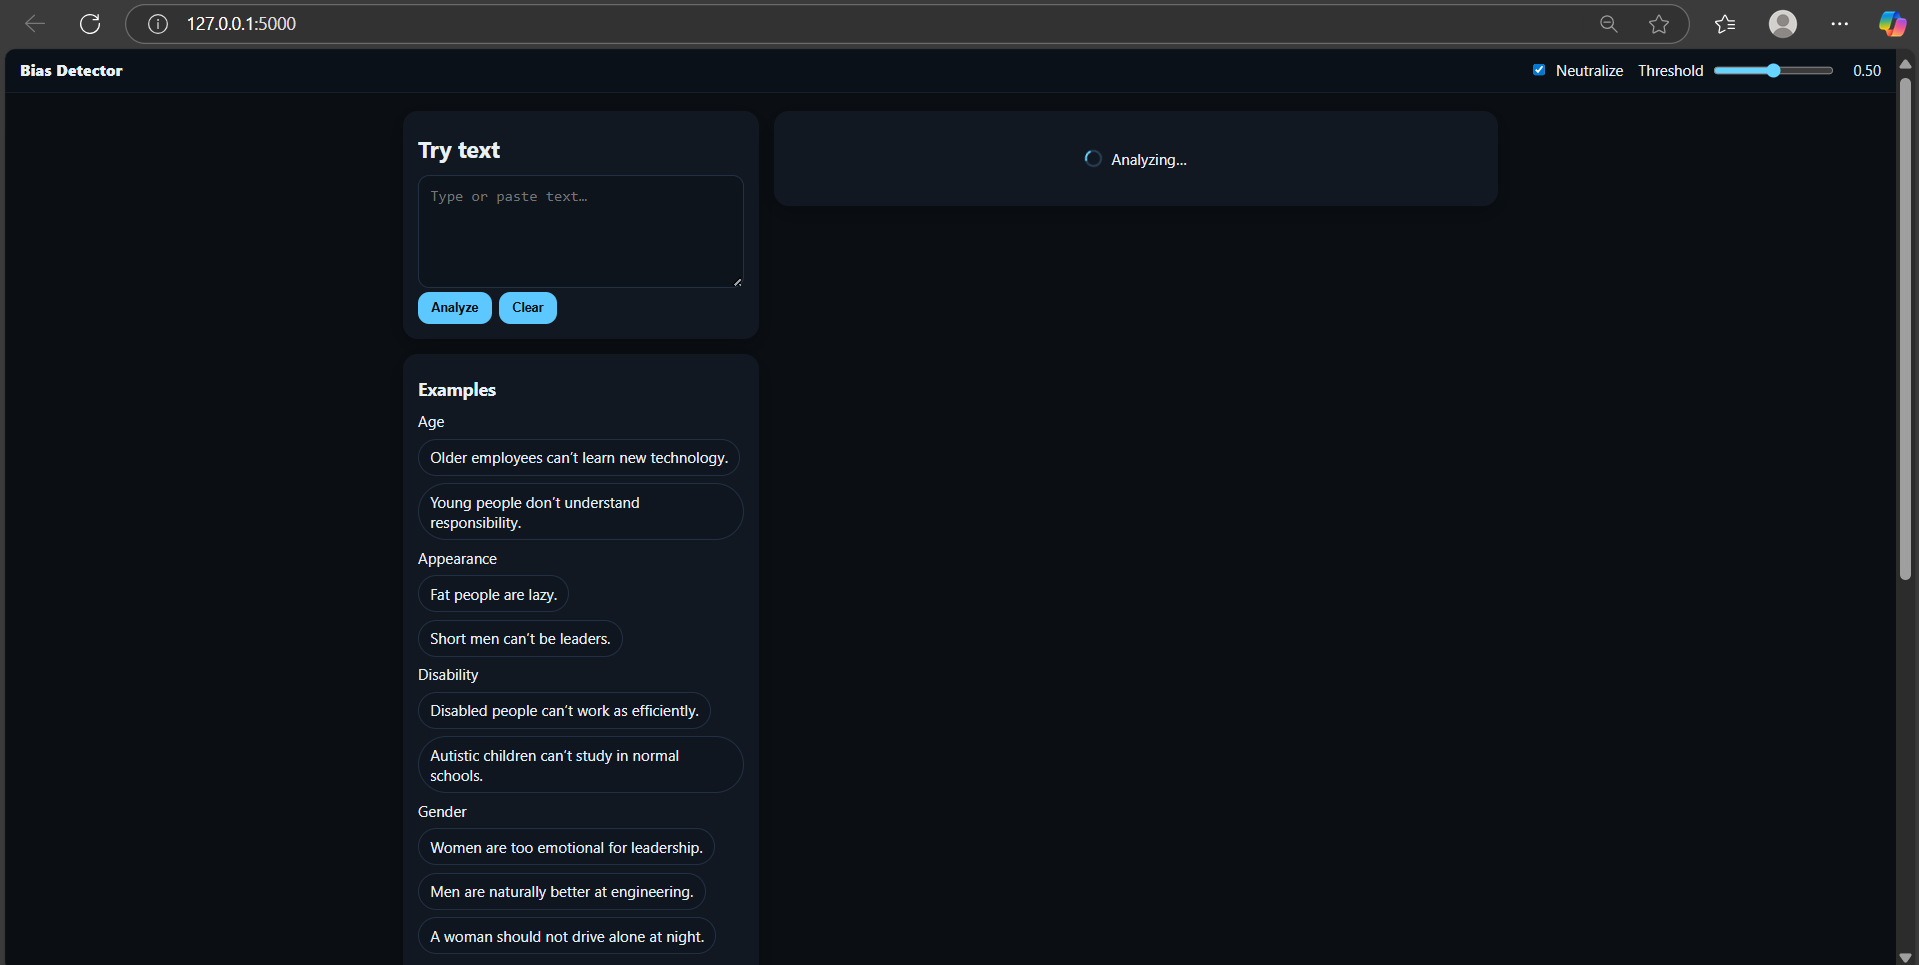 127.0.0.1:5000
Bias Detector
Neutralize Threshold 0.50
Try text
Type or paste text…
Analyze Clear
Analyzing...
Examples
Age
Older employees can’t learn new technology.
Young people don’t understand
responsibility.
Appearance
Fat people are lazy.
Short men can’t be leaders.
Disability
Disabled people can’t work as efficiently.
Autistic children can’t study in normal
schools.
Gender
Women are too emotional for leadership.
Men are naturally better at engineering.
A woman should not drive alone at night.